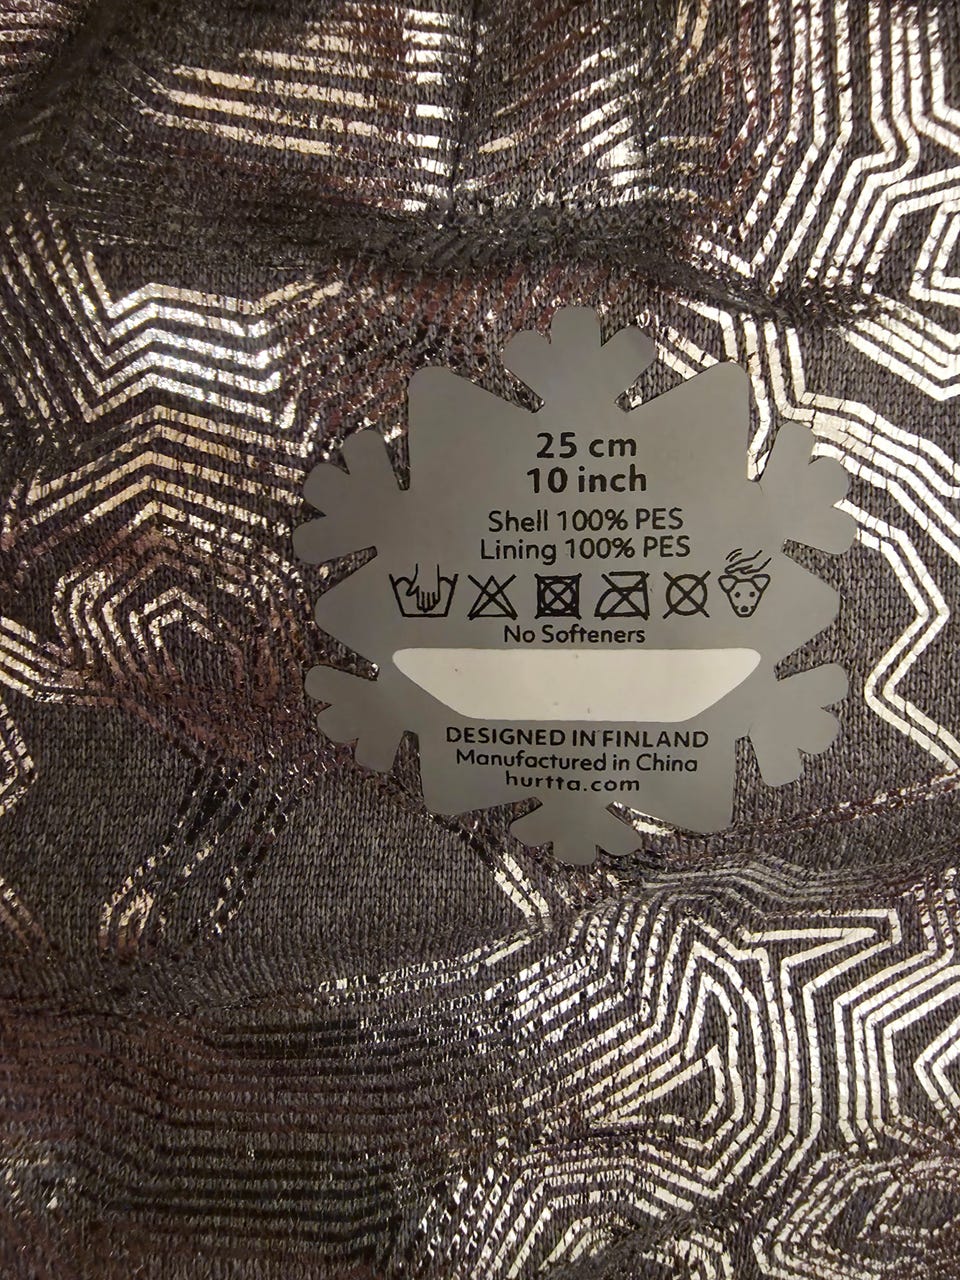 25 cm
10 inch
Shell 100% PES
Lining 100% PES
No Softeners
DESIGNED IN FINLAND
Manufactured in China
hurtta.com